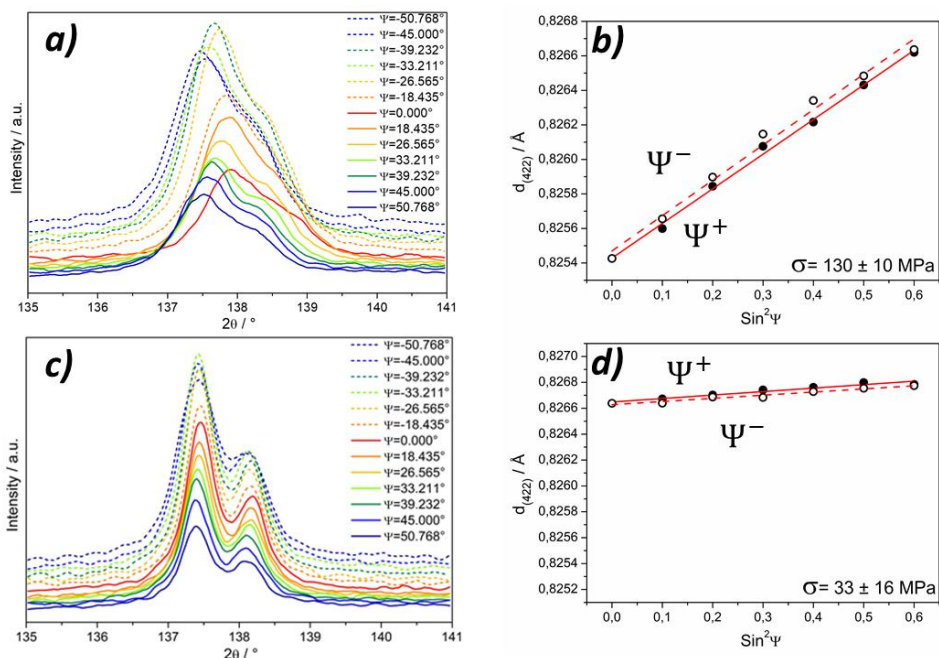 a)
Intensity / a.u.
Ψ=-50.768°
Ψ=-45.000°
Ψ=-39.232°
Ψ=-33.211°
Ψ=-26.565°
Ψ=-18.435°
Ψ=0.000°
Ψ=18.435°
Ψ=26.565°
Ψ=33.211°
Ψ=39.232°
Ψ=45.000°
Ψ=50.768°
135 136 137 138 139 140 141
2θ / °
b)
d(422) / Å
0,8268
0,8266
0,8264
0,8262
0,8260
0,8258
0,8256
0,8254
0,8252
Ψ⁻
Ψ⁺
σ= 130 ± 10 MPa
0,0 0,1 0,2 0,3 0,4 0,5 0,6
Sin²Ψ
c)
Intensity / a.u.
Ψ=-50.768°
Ψ=-45.000°
Ψ=-39.232°
Ψ=-33.211°
Ψ=-26.565°
Ψ=-18.435°
Ψ=0.000°
Ψ=18.435°
Ψ=26.565°
Ψ=33.211°
Ψ=39.232°
Ψ=45.000°
Ψ=50.768°
135 136 137 138 139 140 141
2θ / °
d)
d(422) / Å
0,8270
0,8268
0,8266
0,8264
0,8262
0,8260
0,8258
0,8256
0,8254
0,8252
Ψ⁺
Ψ⁻
σ= 33 ± 16 MPa
0,0 0,1 0,2 0,3 0,4 0,5 0,6
Sin²Ψ